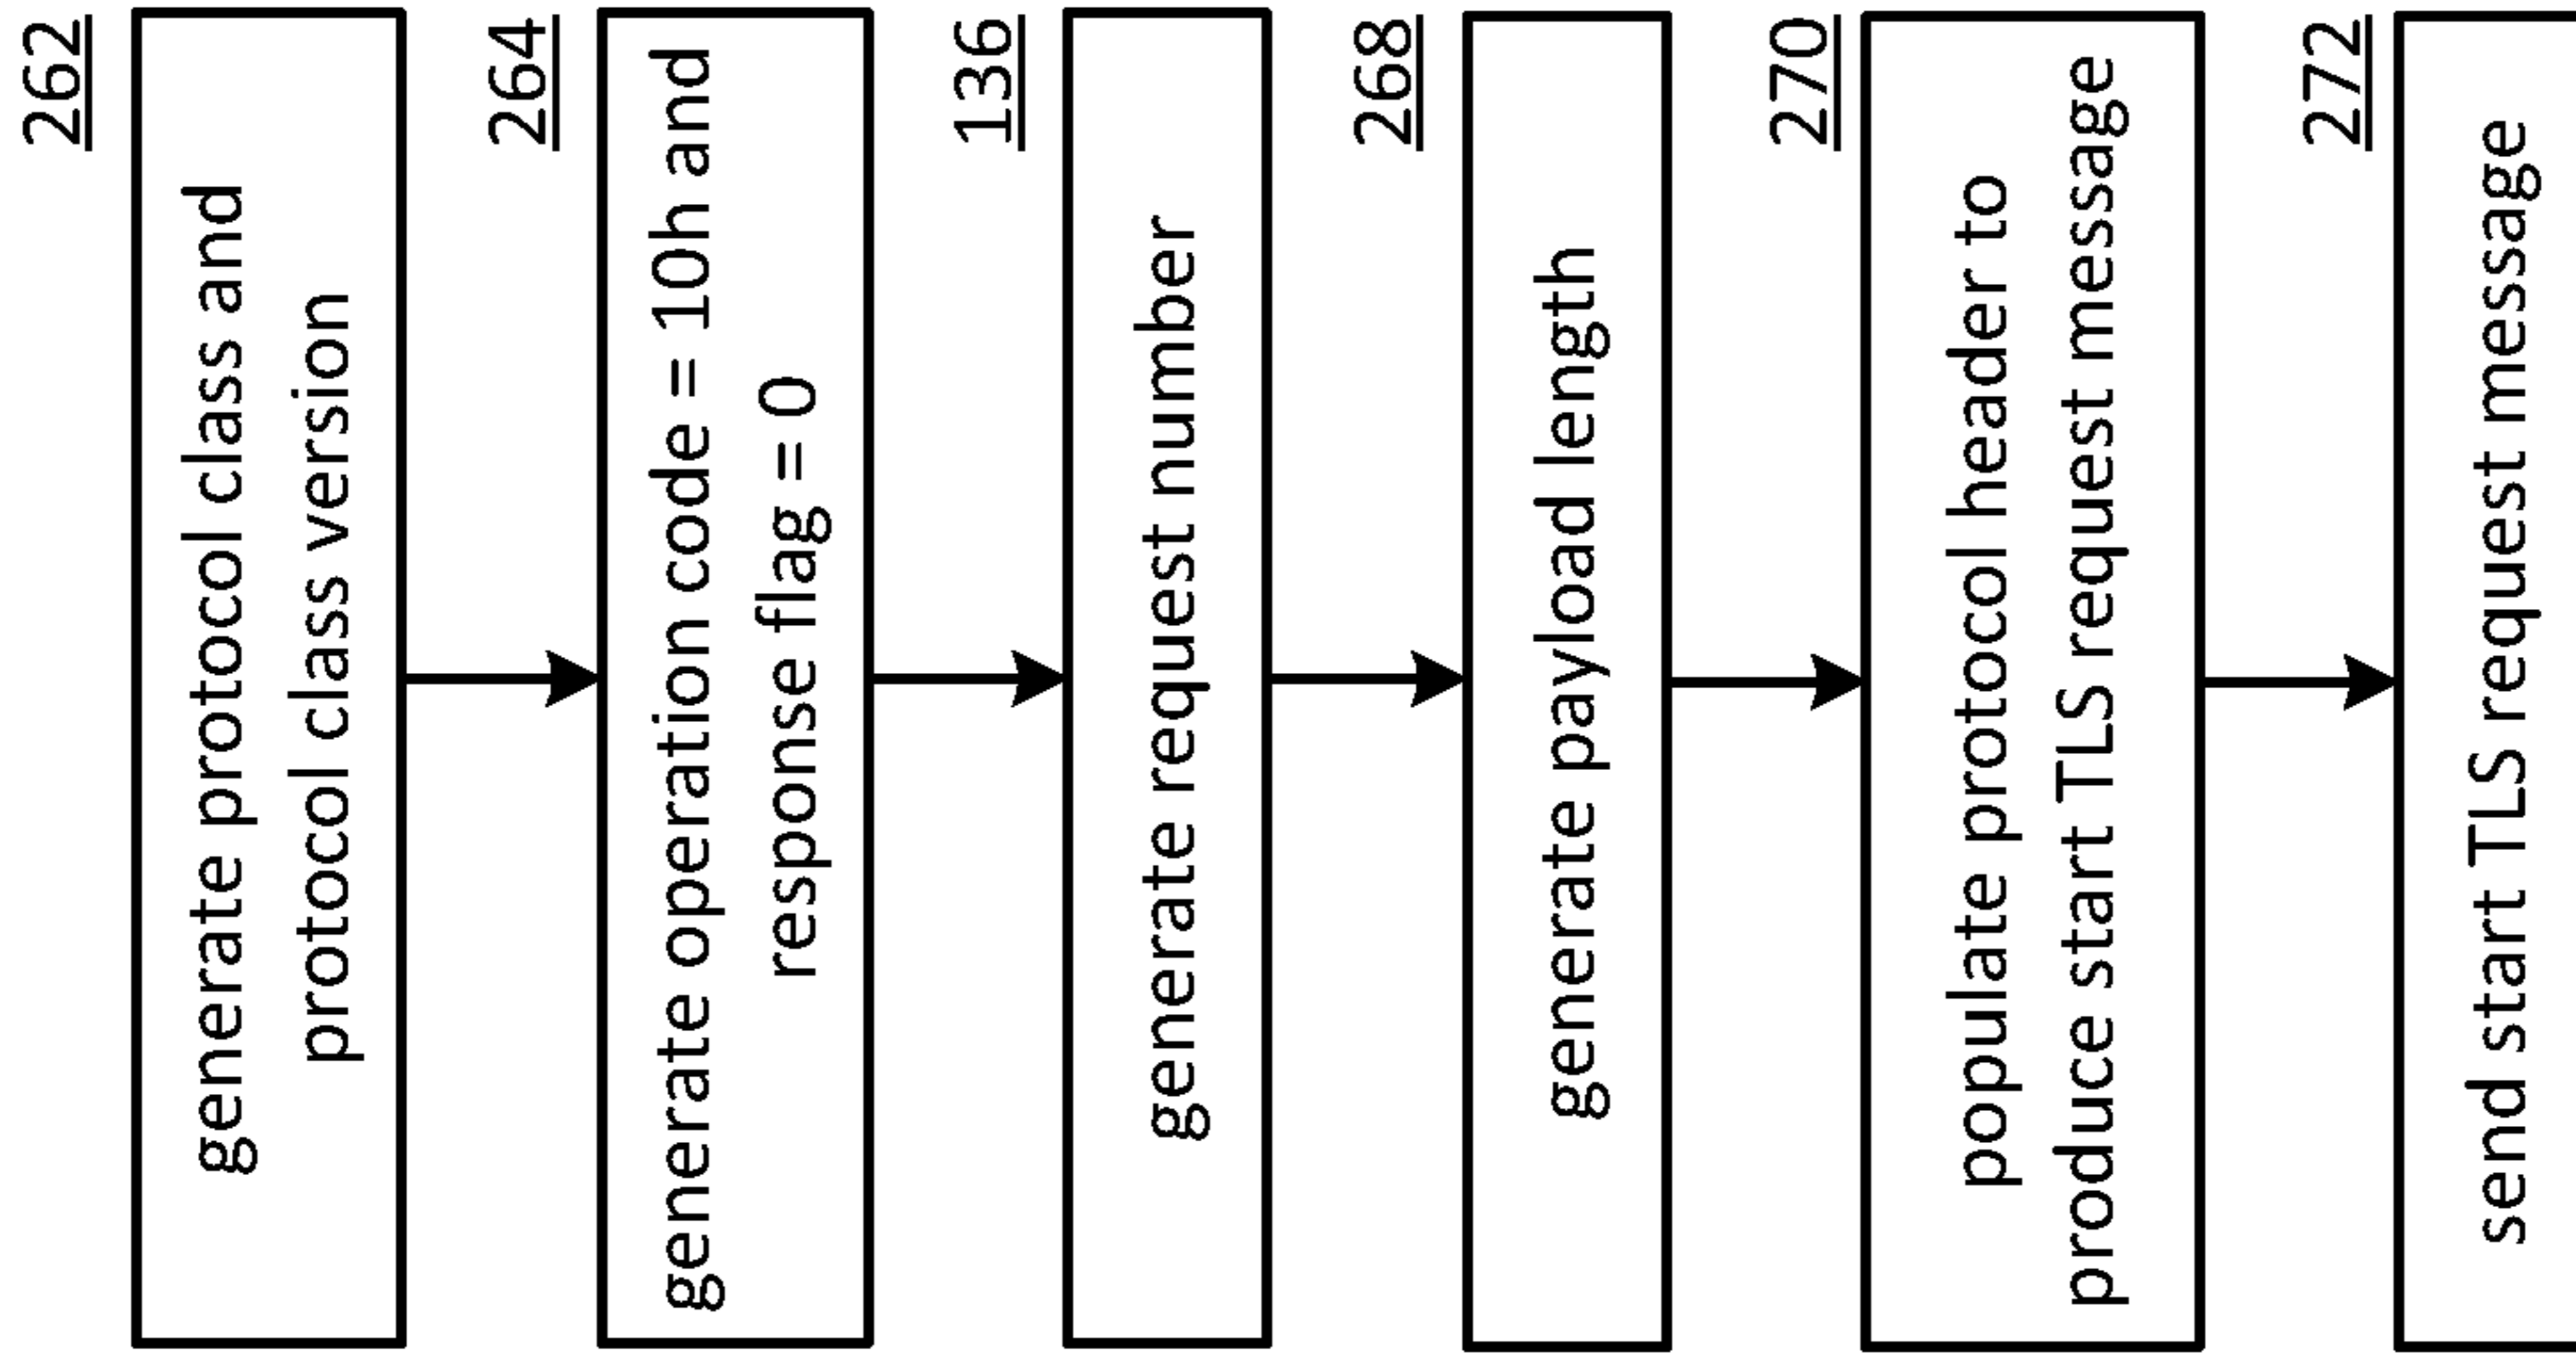 262
generate protocol class and
protocol class version
264
generate operation code = 10h and
response flag = 0
136
generate request number
268
generate payload length
270
populate protocol header to
produce start TLS request message
272
send start TLS request message